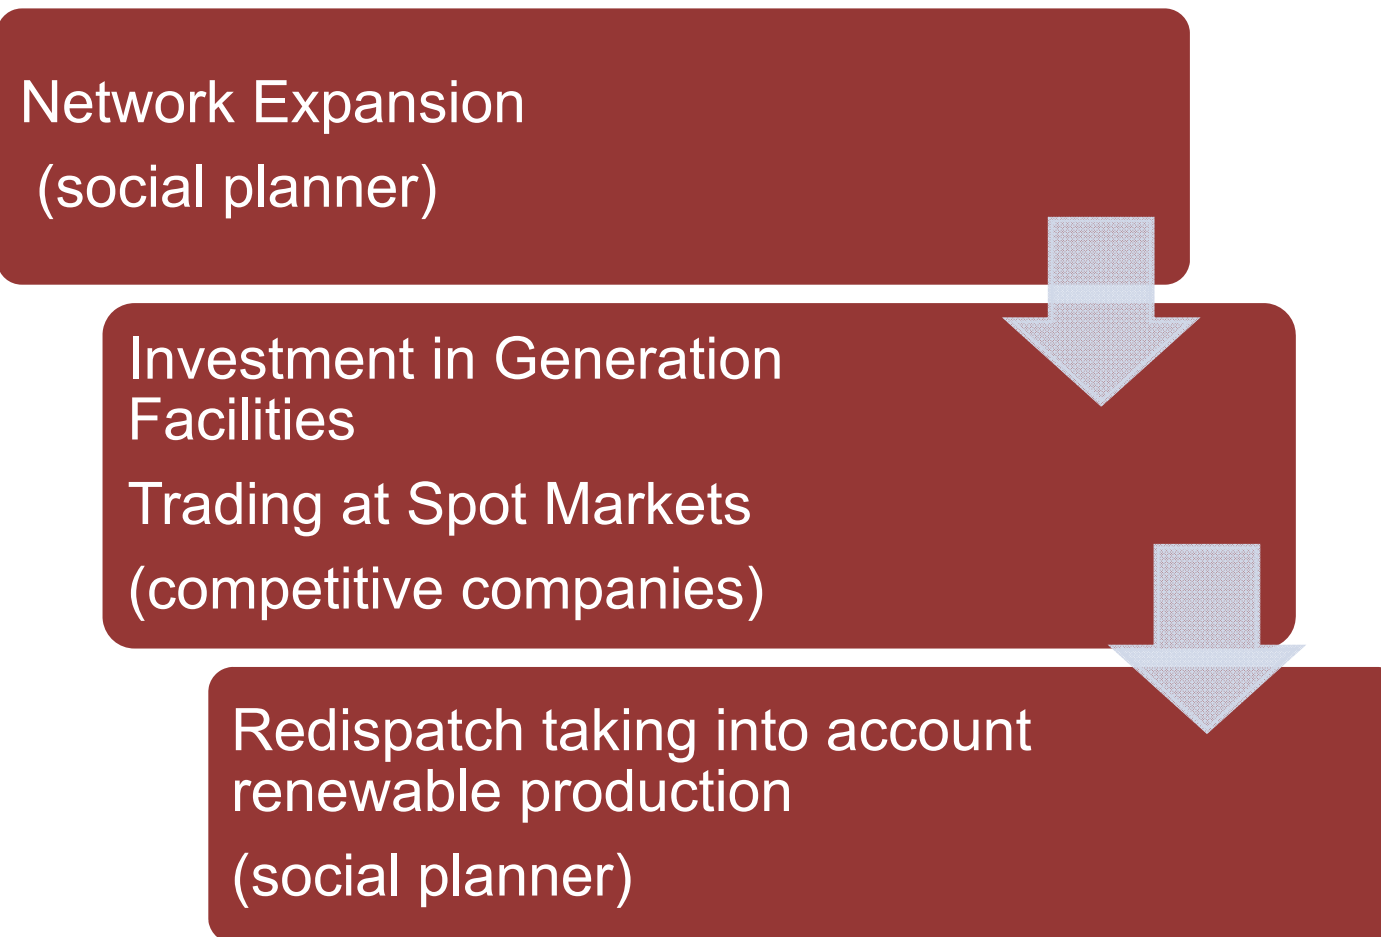 Network Expansion
(social planner)
Investment in Generation
Facilities
Trading at Spot Markets
(competitive companies)
Redispatch taking into account
renewable production
(social planner)